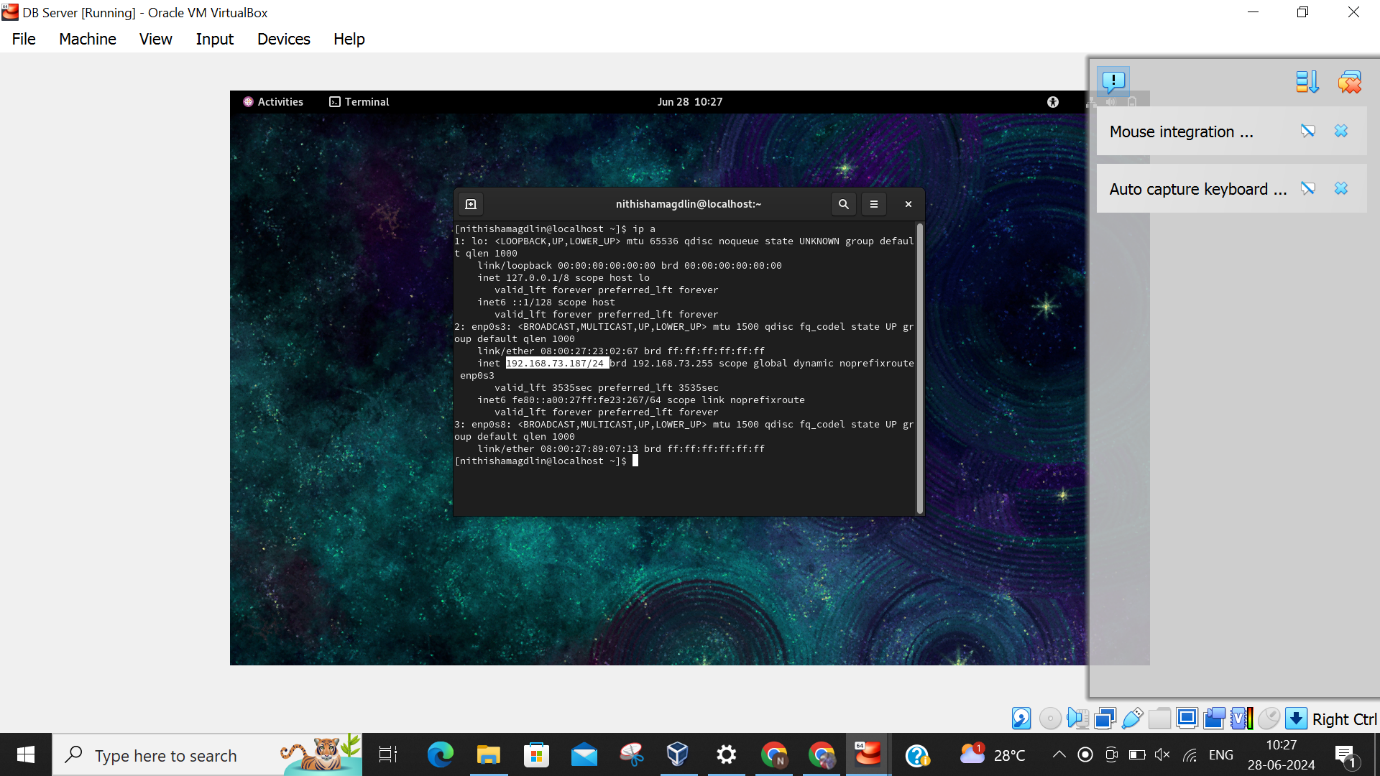 DB Server [Running] - Oracle VM VirtualBox
File Machine View Input Devices Help
Activities Terminal Jun 28 10:27
Mouse integration ...
Auto capture keyboard ...
nithishamagdlin@localhost:~
[nithishamagdlin@localhost ~]$ ip a
1: lo: <LOOPBACK,UP,LOWER_UP> mtu 65536 qdisc noqueue state UNKNOWN group defaul
t qlen 1000
link/loopback 00:00:00:00:00:00 brd 00:00:00:00:00:00
inet 127.0.0.1/8 scope host lo
valid_lft forever preferred_lft forever
inet6 ::1/128 scope host
valid_lft forever preferred_lft forever
2: enp0s3: <BROADCAST,MULTICAST,UP,LOWER_UP> mtu 1500 qdisc fq_codel state UP gr
oup default qlen 1000
link/ether 08:00:27:23:02:67 brd ff:ff:ff:ff:ff:ff
inet 192.168.73.187/24 brd 192.168.73.255 scope global dynamic noprefixroute
enp0s3
valid_lft 3535sec preferred_lft 3535sec
inet6 fe80::a00:27ff:fe23:267/64 scope link noprefixroute
valid_lft forever preferred_lft forever
3: enp0s8: <BROADCAST,MULTICAST,UP,LOWER_UP> mtu 1500 qdisc fq_codel state UP gr
oup default qlen 1000
link/ether 08:00:27:89:07:13 brd ff:ff:ff:ff:ff:ff
[nithishamagdlin@localhost ~]$
Right Ctrl
Type here to search
64
N
1
28°C
ENG
10:27
28-06-2024
1